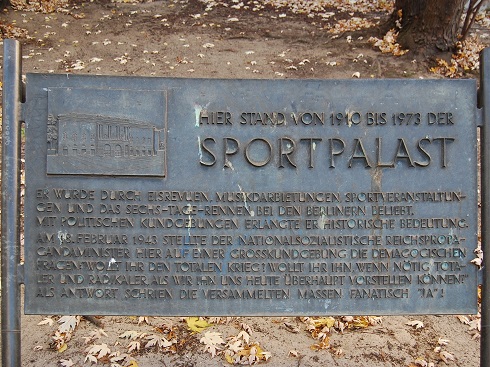 HIER STAND VON 1910 BIS 1973 DER
SPORTPALAST
ER WURDE DURCH EISREVUEN, MUSIKDARBIETUNGEN SPORTVERANSTALTUN-
GEN UND DAS SECHS-TAGE-RENNEN BEI DEN BERLINERN BELIEBT.
MIT POLITISCHEN KUNDGEBUNGEN ERLANGTE ER HISTORISCHE BEDEUTUNG.
AM 18. FEBRUAR 1943 STELLTE DER NATIONALSOZIALISTISCHE REICHSPROPA-
GANDAMINISTER HIER AUF EINER GROSSKUNDGEBUNG DIE DEMAGOGISCHEN
FRAGEN: "WOLLT IHR DEN TOTALEN KRIEG? WOLLT IHR IHN, WENN NÖTIG TOTA-
LER UND RADIKALER ALS WIR IHN UNS HEUTE ÜBERHAUPT VORSTELLEN KÖNNEN?"
ALS ANTWORT SCHRIEN DIE VERSAMMELTEN MASSEN FANATISCH "JA"!